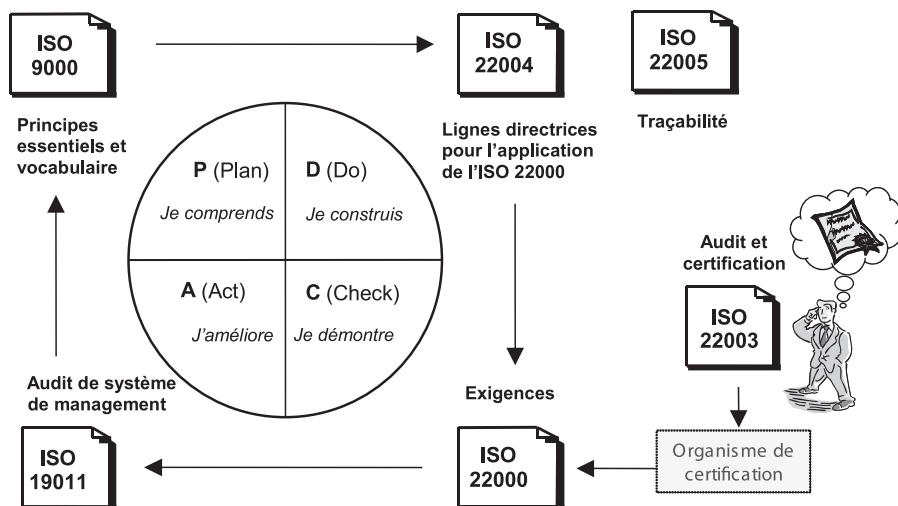 ISO
9000
ISO
22004
ISO
22005
Principes
essentiels et
vocabulaire
Lignes directrices
pour l'application
de l'ISO 22000
Traçabilité
P (Plan)
Je comprends
D (Do)
Je construis
A (Act)
J'améliore
C (Check)
Je démontre
Audit et
certification
ISO
22003
Audit de système
de management
Exigences
ISO
19011
ISO
22000
Organisme de
certification